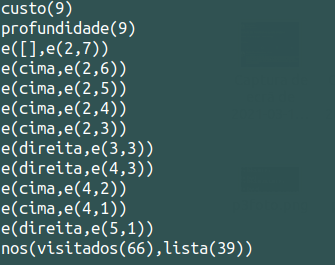 custo(9)
profundidade(9)
e([],e(2,7))
e(cima,e(2,6))
e(cima,e(2,5))
e(cima,e(2,4))
e(cima,e(2,3))
e(direita,e(3,3))
e(direita,e(4,3))
e(cima,e(4,2))
e(cima,e(4,1))
e(direita,e(5,1))
nos(visitados(66),lista(39))